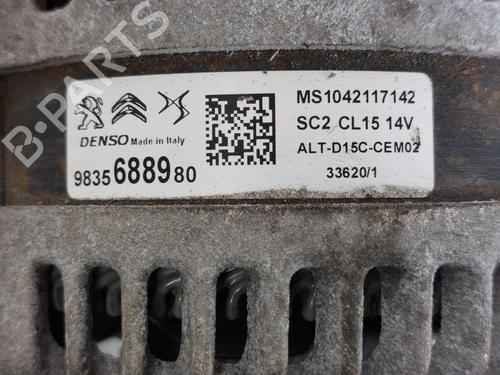 B-PARTS
DENSO Made in Italy
9835688980
MS1042117142
SC2 CL15 14V
ALT-D15C-CEM02
33620/1